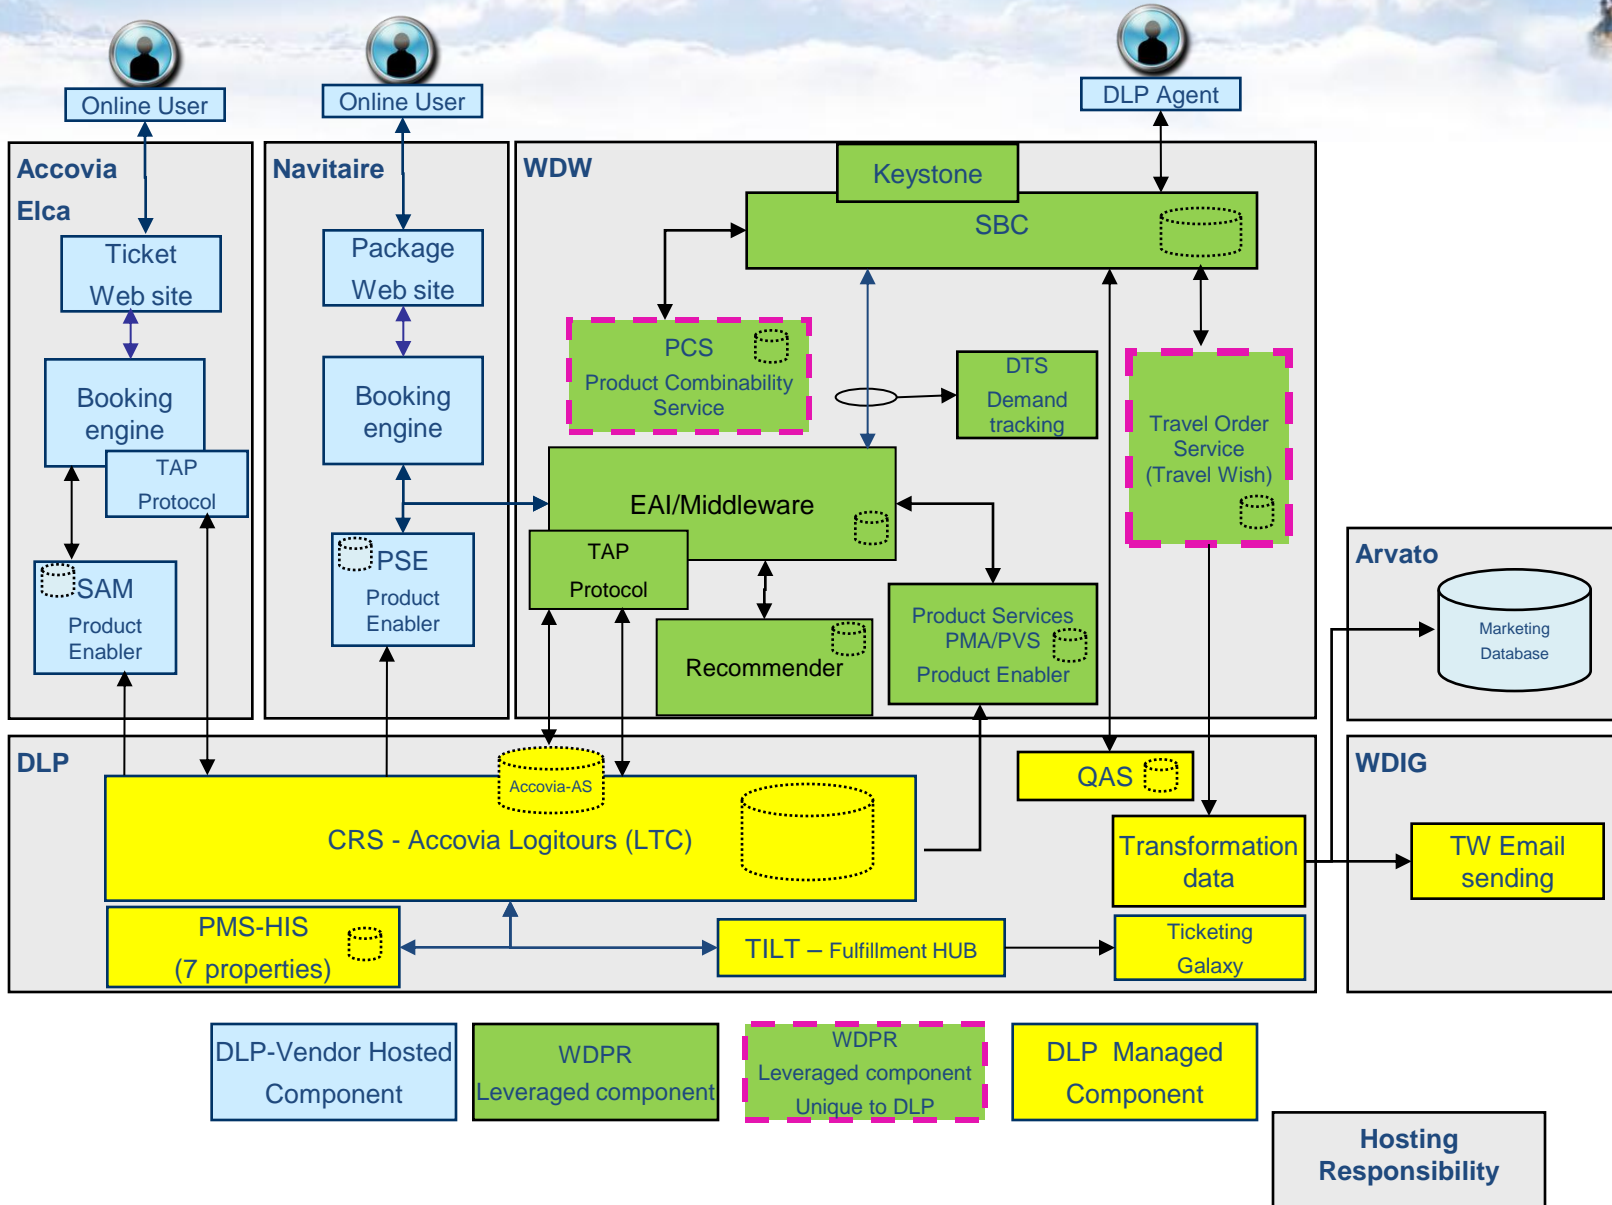 Online User
Online User
DLP Agent
Accovia
Elca
Navitaire
WDW
Keystone
SBC
Ticket
Web site
Package
Web site
PCS
Product Combinability
Service
DTS
Demand
tracking
Travel Order
Service
(Travel Wish)
Booking
engine
TAP
Protocol
Booking
engine
EAI/Middleware
TAP
Protocol
SAM
Product
Enabler
PSE
Product
Enabler
Recommender
Product Services
PMA/PVS
Product Enabler
Arvato
Marketing
Database
DLP
Accovia-AS
CRS - Accovia Logitours (LTC)
QAS
Transformation
data
WDIG
TW Email
sending
PMS-HIS
(7 properties)
TILT – Fulfillment HUB
Ticketing
Galaxy
DLP-Vendor Hosted
Component
WDPR
Leveraged component
WDPR
Leveraged component
Unique to DLP
DLP Managed
Component
Hosting
Responsibility